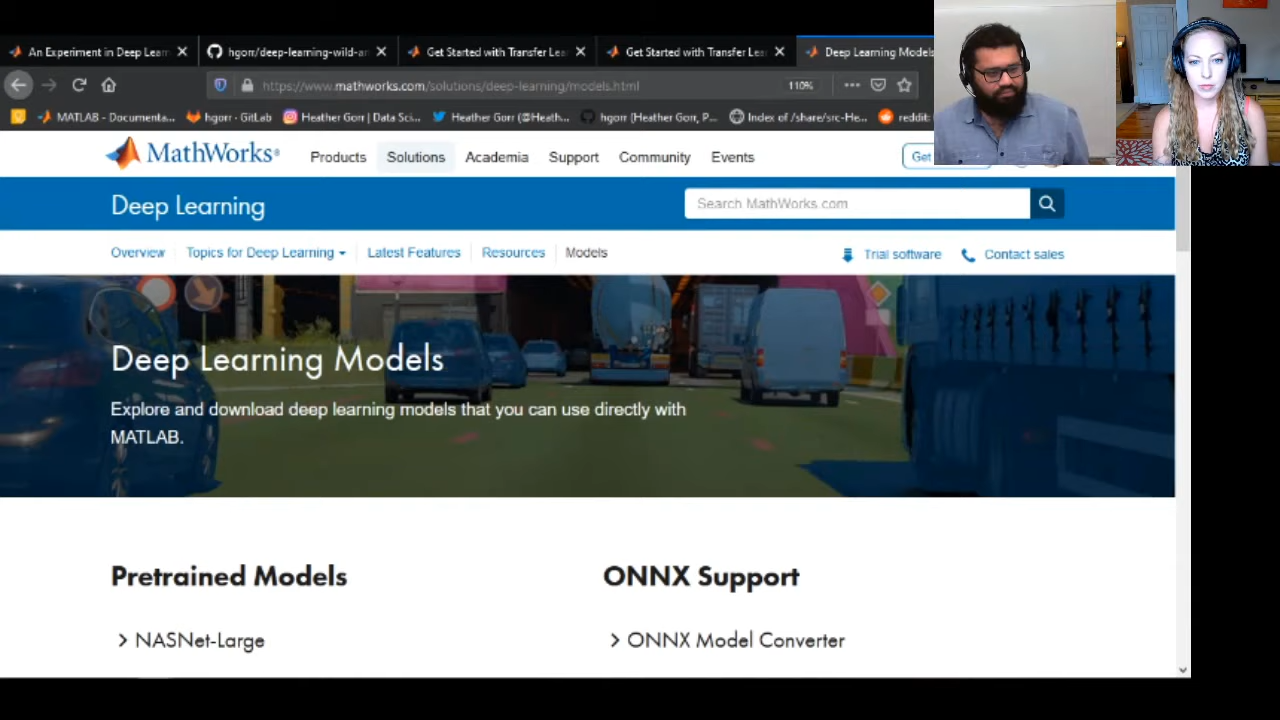 An Experiment in Deep Lear
hgorr/deep-learning-wild-an
Get Started with Transfer Lea
Get Started with Transfer Lea
Deep Learning Models
https://www.mathworks.com/solutions/deep-learning/models.html
110%
MATLAB - Documenta...
hgorr · GitLab
Heather Gorr | Data Sci...
Heather Gorr (@Heath...
hgorr (Heather Gorr, P...
Index of /share/src-He...
reddit:
MathWorks®
Products
Solutions
Academia
Support
Community
Events
Get
Deep Learning
Search MathWorks.com
Overview
Topics for Deep Learning
Latest Features
Resources
Models
Trial software
Contact sales
Deep Learning Models
Explore and download deep learning models that you can use directly with
MATLAB.
Pretrained Models
ONNX Support
NASNet-Large
ONNX Model Converter